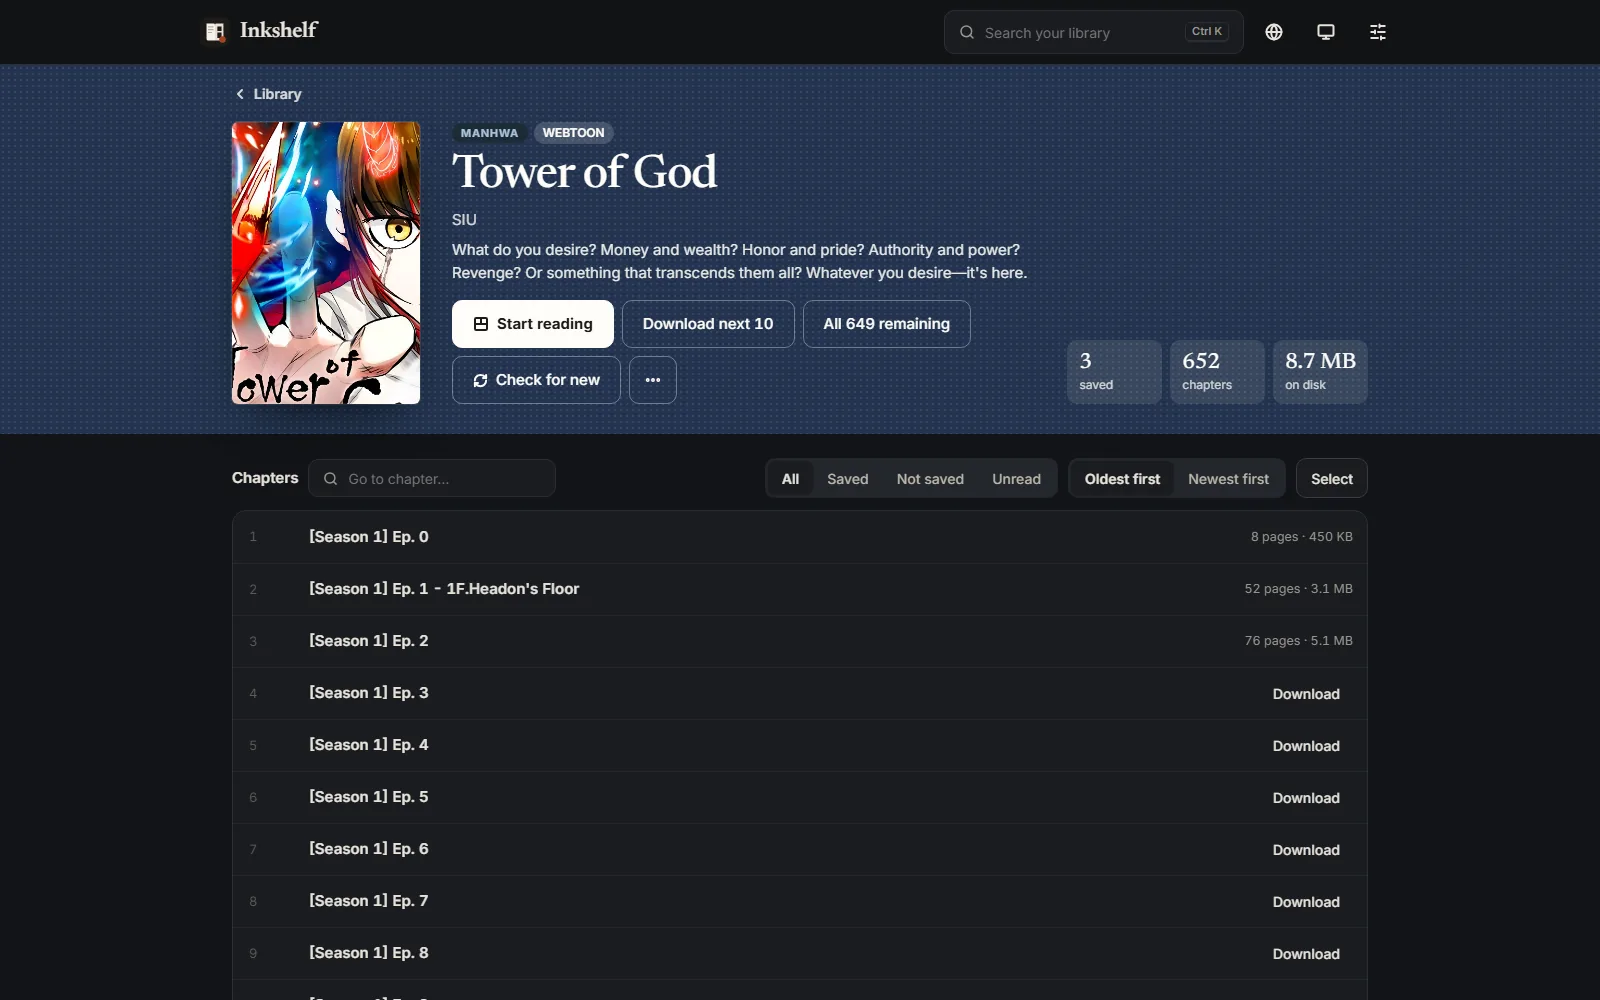 Inkshelf
Search your library
Ctrl K
Library
MANHWA
WEBTOON
Tower of God
SIU
What do you desire? Money and wealth? Honor and pride? Authority and power?
Revenge? Or something that transcends them all? Whatever you desire—it's here.
Start reading
Download next 10
All 649 remaining
Check for new
3
saved
652
chapters
8.7 MB
on disk
of
ower
Chapters
Go to chapter...
All
Saved
Not saved
Unread
Oldest first
Newest first
Select
1 [Season 1] Ep. 0 8 pages · 450 KB
2 [Season 1] Ep. 1 - 1F.Headon's Floor 52 pages · 3.1 MB
3 [Season 1] Ep. 2 76 pages · 5.1 MB
4 [Season 1] Ep. 3 Download
5 [Season 1] Ep. 4 Download
6 [Season 1] Ep. 5 Download
7 [Season 1] Ep. 6 Download
8 [Season 1] Ep. 7 Download
9 [Season 1] Ep. 8 Download